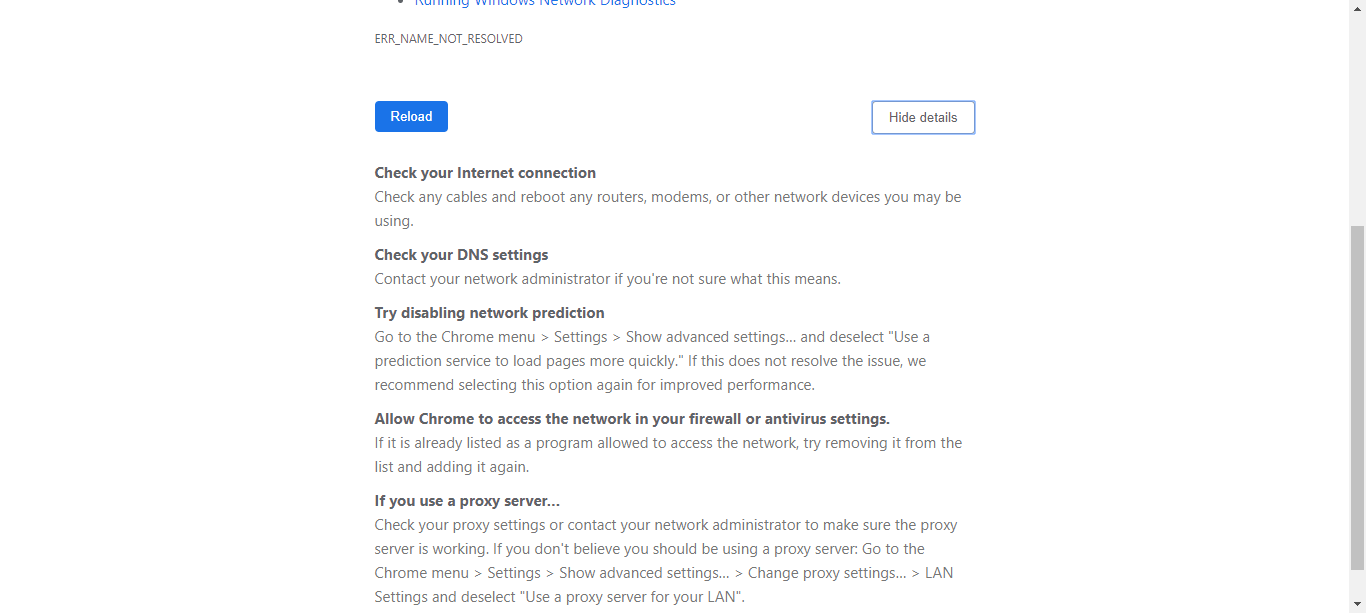 Running Windows Network Diagnostics
ERR_NAME_NOT_RESOLVED
Reload
Hide details
Check your Internet connection
Check any cables and reboot any routers, modems, or other network devices you may be
using.
Check your DNS settings
Contact your network administrator if you're not sure what this means.
Try disabling network prediction
Go to the Chrome menu > Settings > Show advanced settings... and deselect "Use a
prediction service to load pages more quickly." If this does not resolve the issue, we
recommend selecting this option again for improved performance.
Allow Chrome to access the network in your firewall or antivirus settings.
If it is already listed as a program allowed to access the network, try removing it from the
list and adding it again.
If you use a proxy server...
Check your proxy settings or contact your network administrator to make sure the proxy
server is working. If you don't believe you should be using a proxy server: Go to the
Chrome menu > Settings > Show advanced settings... > Change proxy settings... > LAN
Settings and deselect "Use a proxy server for your LAN".